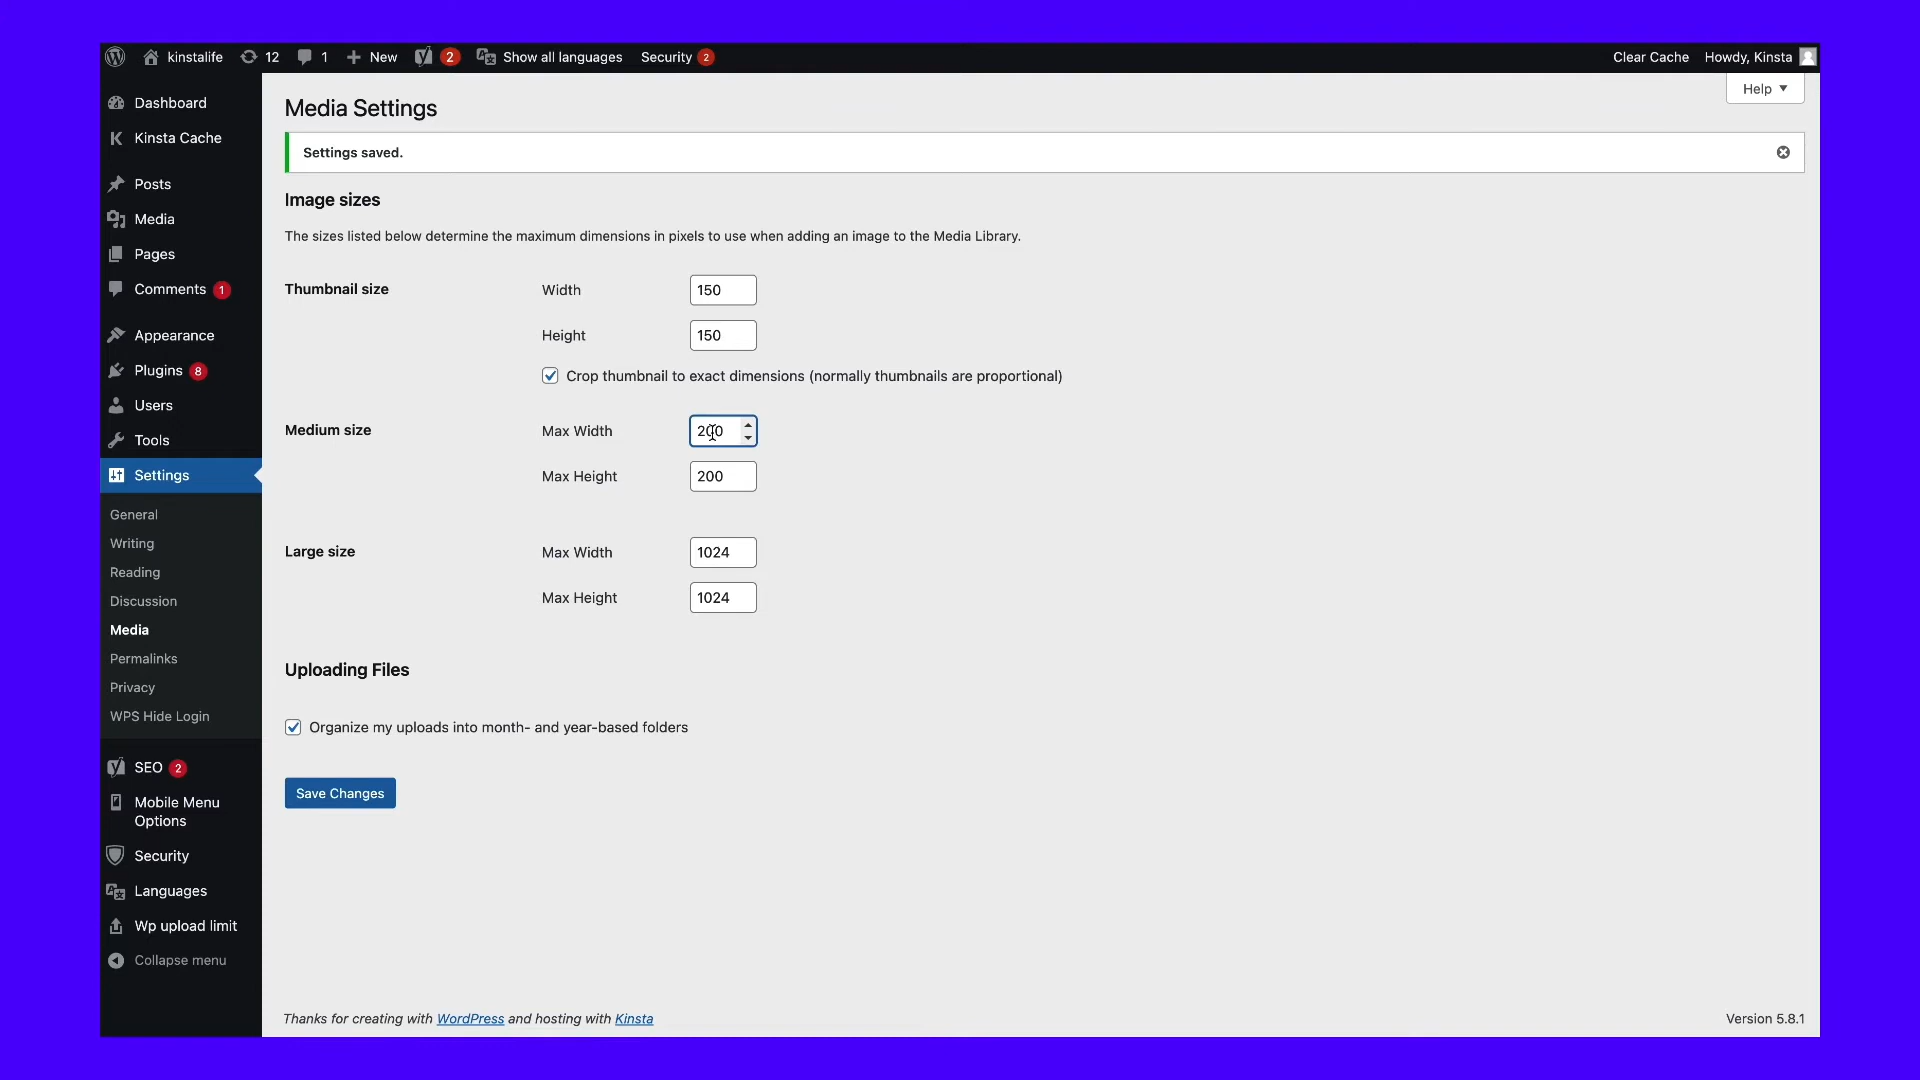 kinstalife 12 1 New 2 Show all languages Security 2 Clear Cache Howdy, Kinsta
Help
Dashboard
Kinsta Cache
Posts
Media
Pages
Comments 1
Appearance
Plugins 8
Users
Tools
Settings
General
Writing
Reading
Discussion
Media
Permalinks
Privacy
WPS Hide Login
SEO 2
Mobile Menu
Options
Security
Languages
Wp upload limit
Collapse menu
Media Settings
Settings saved.
Image sizes
The sizes listed below determine the maximum dimensions in pixels to use when adding an image to the Media Library.
Thumbnail size Width 150
Height 150
Crop thumbnail to exact dimensions (normally thumbnails are proportional)
Medium size Max Width 200
Max Height 200
Large size Max Width 1024
Max Height 1024
Uploading Files
Organize my uploads into month- and year-based folders
Save Changes
Thanks for creating with WordPress and hosting with Kinsta
Version 5.8.1